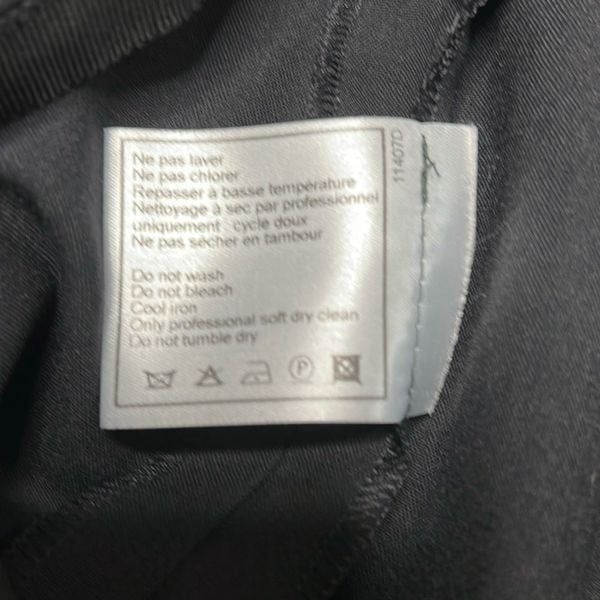 Ne pas laver
Ne pas chlorer
Repasser à basse température
Nettoyage à sec par professionnel
uniquement : cycle doux
Ne pas sécher en tambour
Do not wash
Do not bleach
Cool iron
Only professional soft dry clean
Do not tumble dry
P
11407D